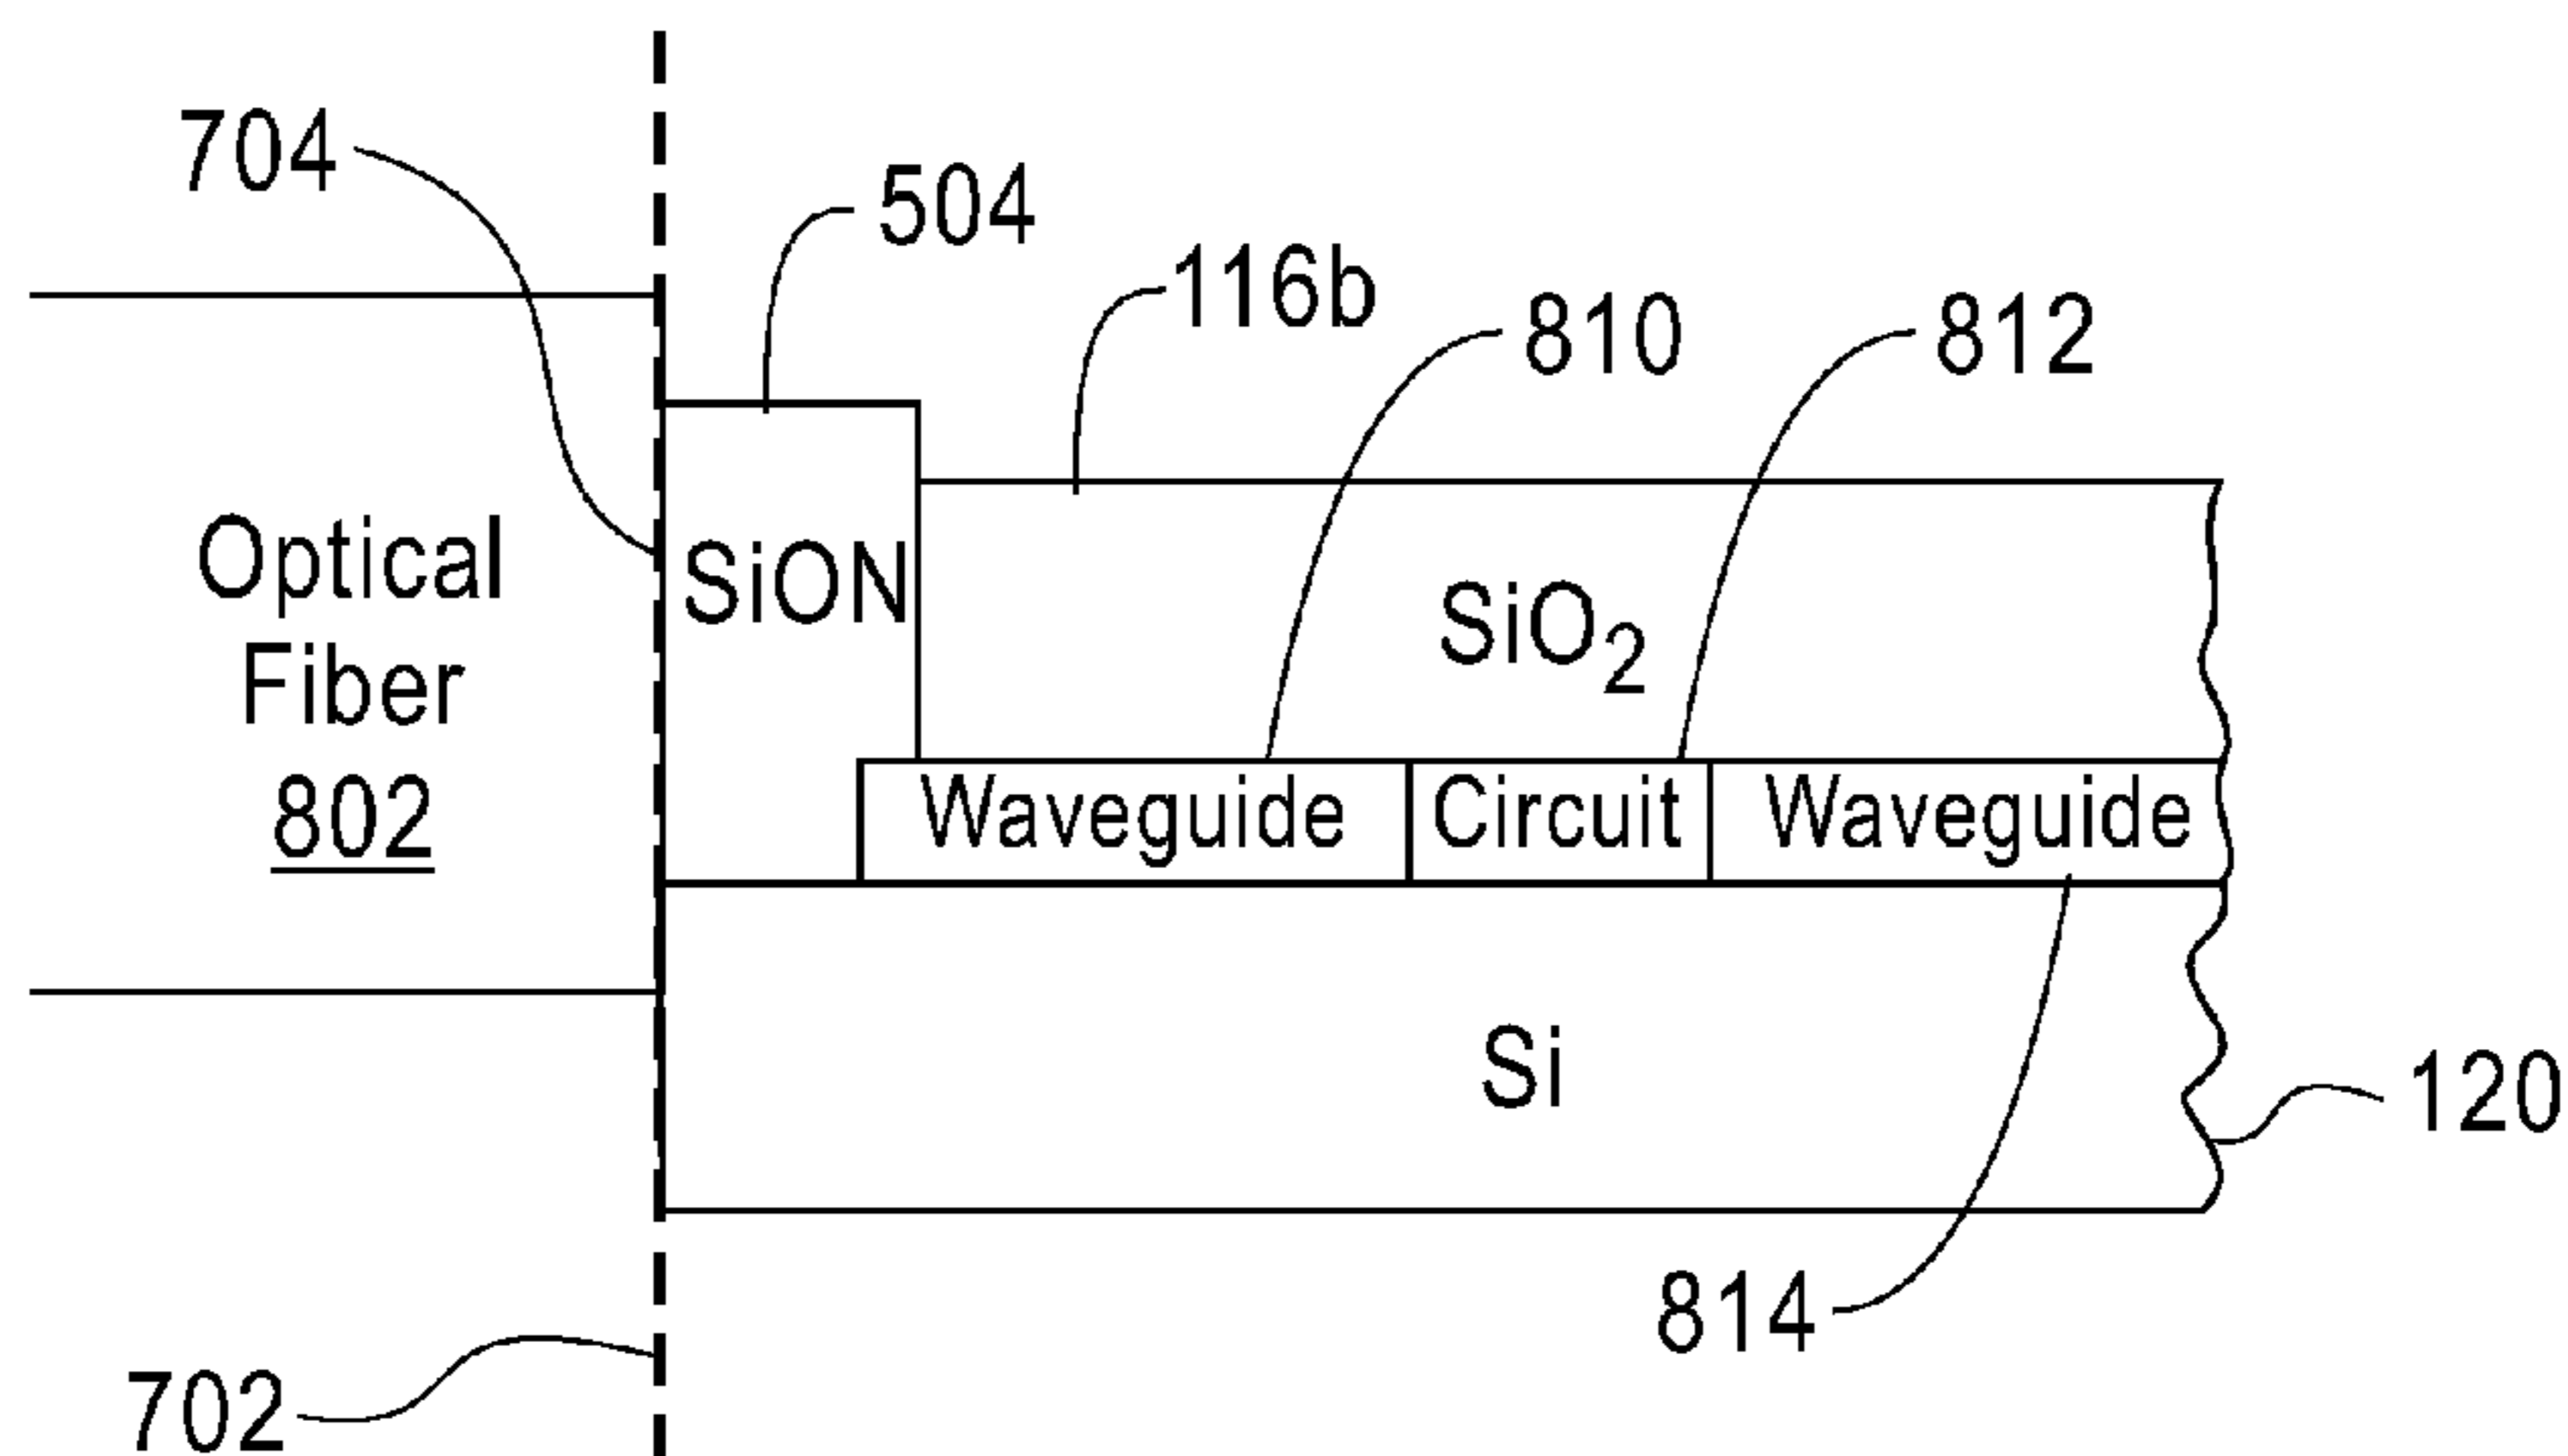 704
504
116b
810
812
Optical
Fiber
802
SiON
SiO₂
Waveguide
Circuit
Waveguide
Si
120
814
702